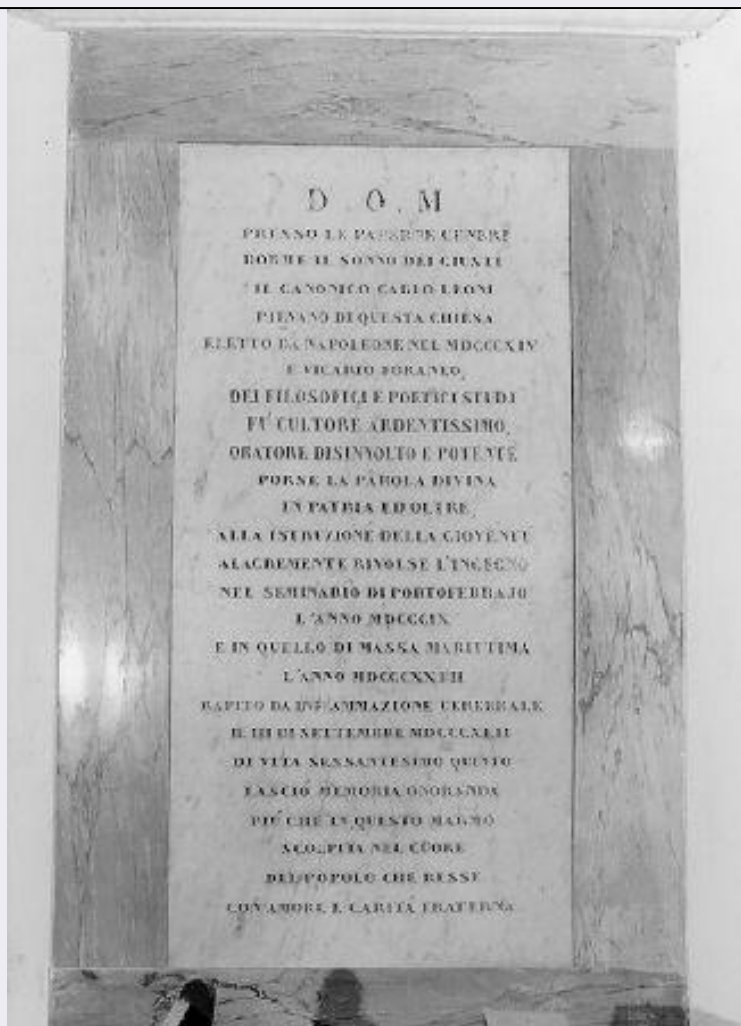 D . O . M
PRESSO LE PATERNE CENERI
DORME IL SONNO DEI GIUSTI
IL CANONICO CARLO LEONI
PIEVANO DI QUESTA CHIESA
ELETTO DA NAPOLEONE NEL MDCCCXIV
E VICARIO FORANEO,
DEI FILOSOFICI E POETICI STUDI
FU' CULTORE ARDENTISSIMO,
ORATORE DISINVOLTO E POTENTE
PORSE LA PAROLA DIVINA
IN PATRIA ED OLTRE,
ALLA ISTRUZIONE DELLA GIOVENTU
ALACREMENTE RIVOLSE L'INGEGNO
NEL SEMINARIO DI PORTOFERRAJO
L'ANNO MDCCCIX
E IN QUELLO DI MASSA MARITTIMA
L'ANNO
RAPITO DA INFIAMMAZIONE CEREBRALE
IL III DI SETTEMBRE MDCCCXLII
DI VITA SESSANTESIMO QUINTO
LASCIÒ MEMORIA ONORANDA
PIU' CHE IN QUESTO MARMO
SCOLPITA NEL CUORE
DEL POPOLO CHE RESSE
CON AMORE E CARITÀ FRATERNA